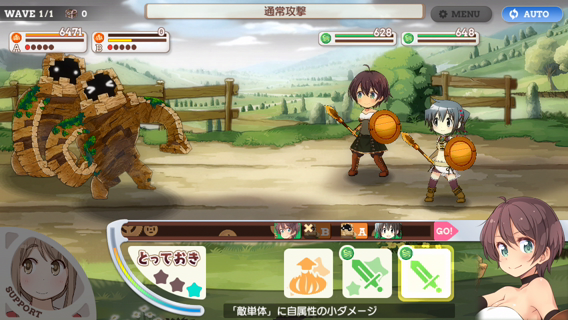 WAVE 1/1
0
通常攻撃
MENU
AUTO
6471
A
0
B
628
648
B
A
GO!
とっておき
SUPPORT
「敵単体」に自属性の小ダメージ